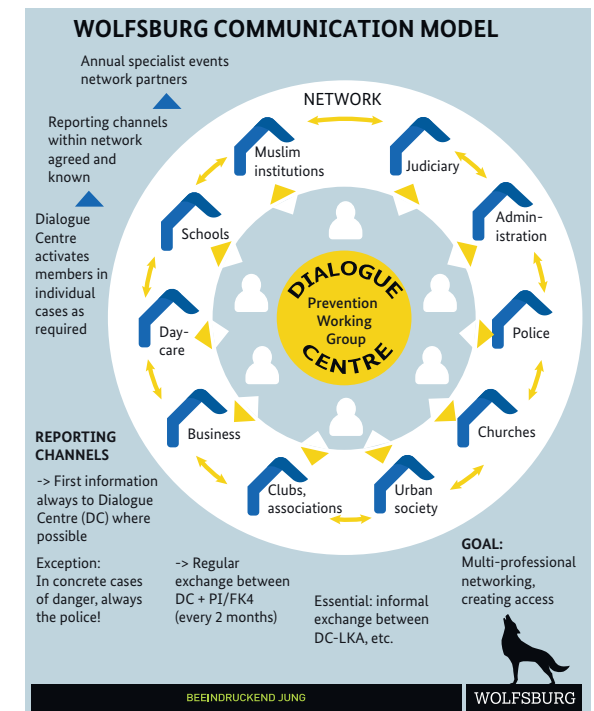 WOLFSBURG COMMUNICATION MODEL
Annual specialist events
network partners
Reporting channels
within network
agreed and
known
Dialogue
Centre
activates
members in
individual
cases as
required
NETWORK
Muslim
institutions
Judiciary
Schools
Admin-
istration
Day-
care
Police
Business
Churches
Clubs,
associations
Urban
society
DIALOGUE
Prevention
Working
Group
CENTRE
REPORTING
CHANNELS
-> First information
always to Dialogue
Centre (DC) where
possible
Exception:
In concrete cases
of danger, always
the police!
-> Regular
exchange between
DC + PI/FK4
(every 2 months)
Essential: informal
exchange between
DC-LKA, etc.
GOAL:
Multi-professional
networking,
creating access
BEEINDRUCKEND JUNG
WOLFSBURG